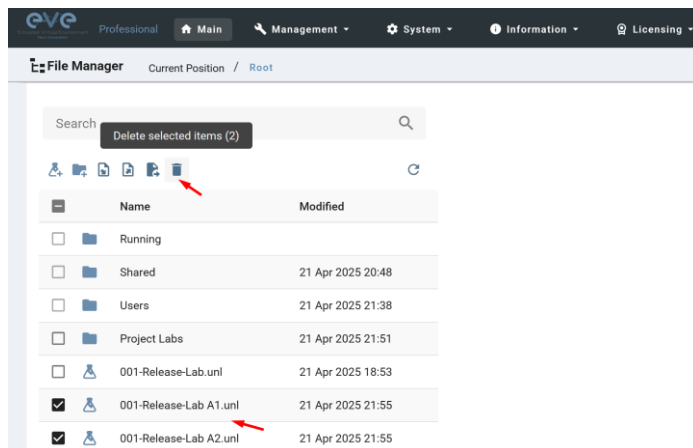 eve
Professional Main Management System Information Licensing
File Manager Current Position / Root
Search
Delete selected items (2)
Name Modified
Running
Shared 21 Apr 2025 20:48
Users 21 Apr 2025 21:38
Project Labs 21 Apr 2025 21:51
001-Release-Lab.unl 21 Apr 2025 18:53
001-Release-Lab A1.unl 21 Apr 2025 21:55
001-Release-Lab A2.unl 21 Apr 2025 21:55